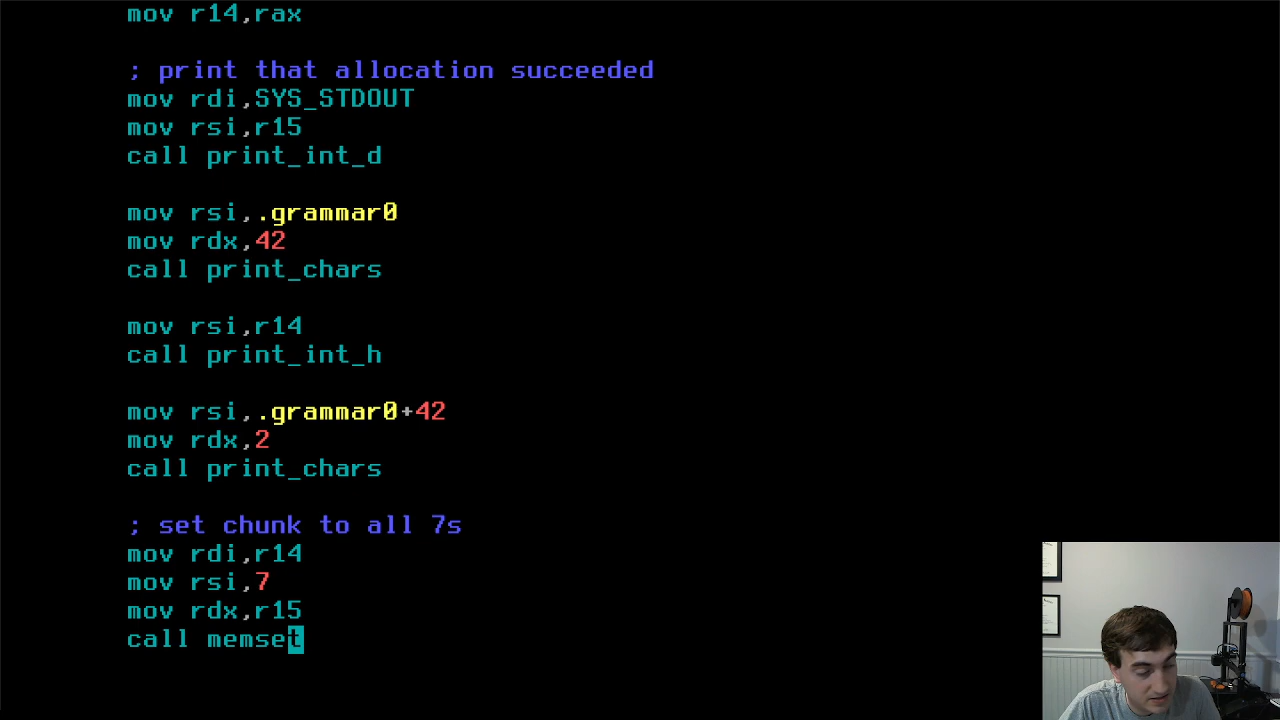 mov r14,rax
; print that allocation succeeded
mov rdi,SYS_STDOUT
mov rsi,r15
call print_int_d
mov rsi,.grammar0
mov rdx,42
call print_chars
mov rsi,r14
call print_int_h
mov rsi,.grammar0+42
mov rdx,2
call print_chars
; set chunk to all 7s
mov rdi,r14
mov rsi,7
mov rdx,r15
call memset